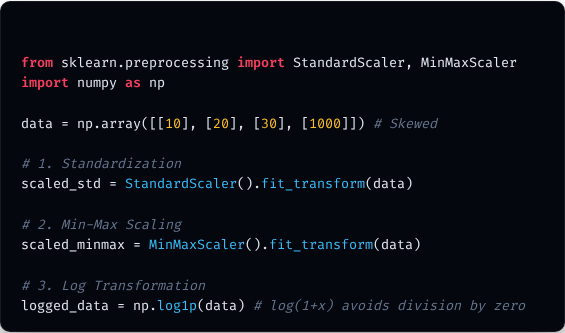 from sklearn.preprocessing import StandardScaler, MinMaxScaler
import numpy as np
data = np.array([[10], [20], [30], [1000]]) # Skewed
# 1. Standardization
scaled_std = StandardScaler().fit_transform(data)
# 2. Min-Max Scaling
scaled_minmax = MinMaxScaler().fit_transform(data)
# 3. Log Transformation
logged_data = np.log1p(data) # log(1+x) avoids division by zero